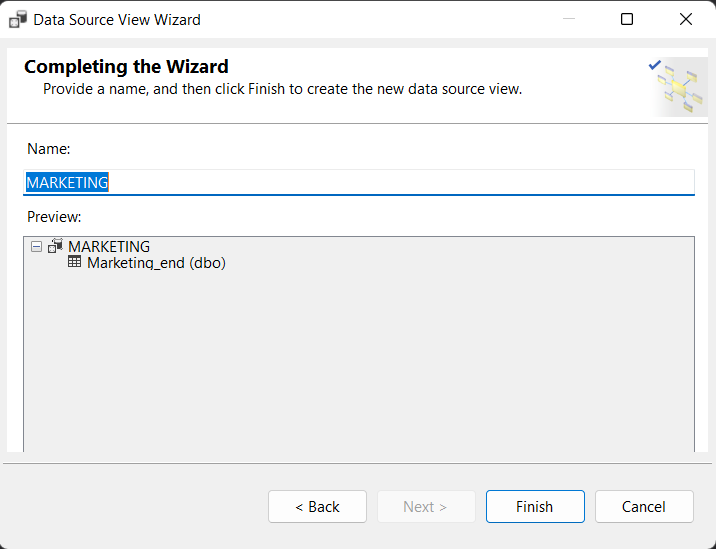 Data Source View Wizard
Completing the Wizard
Provide a name, and then click Finish to create the new data source view.
Name:
MARKETING
Preview:
MARKETING
Marketing_end (dbo)
< Back
Next >
Finish
Cancel